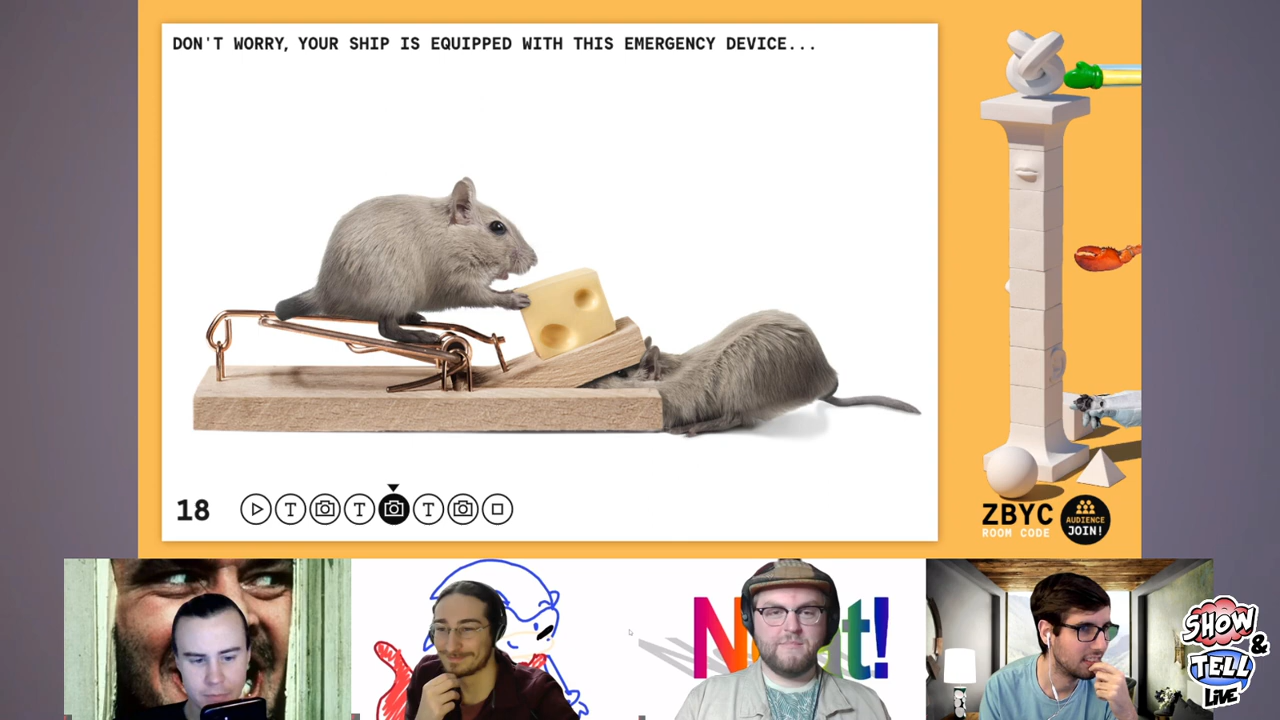 DON'T WORRY, YOUR SHIP IS EQUIPPED WITH THIS EMERGENCY DEVICE...
18
T
T
T
ZBYC
ROOM CODE
AUDIENCE
JOIN!
SHOW
&
TELL
LIVE